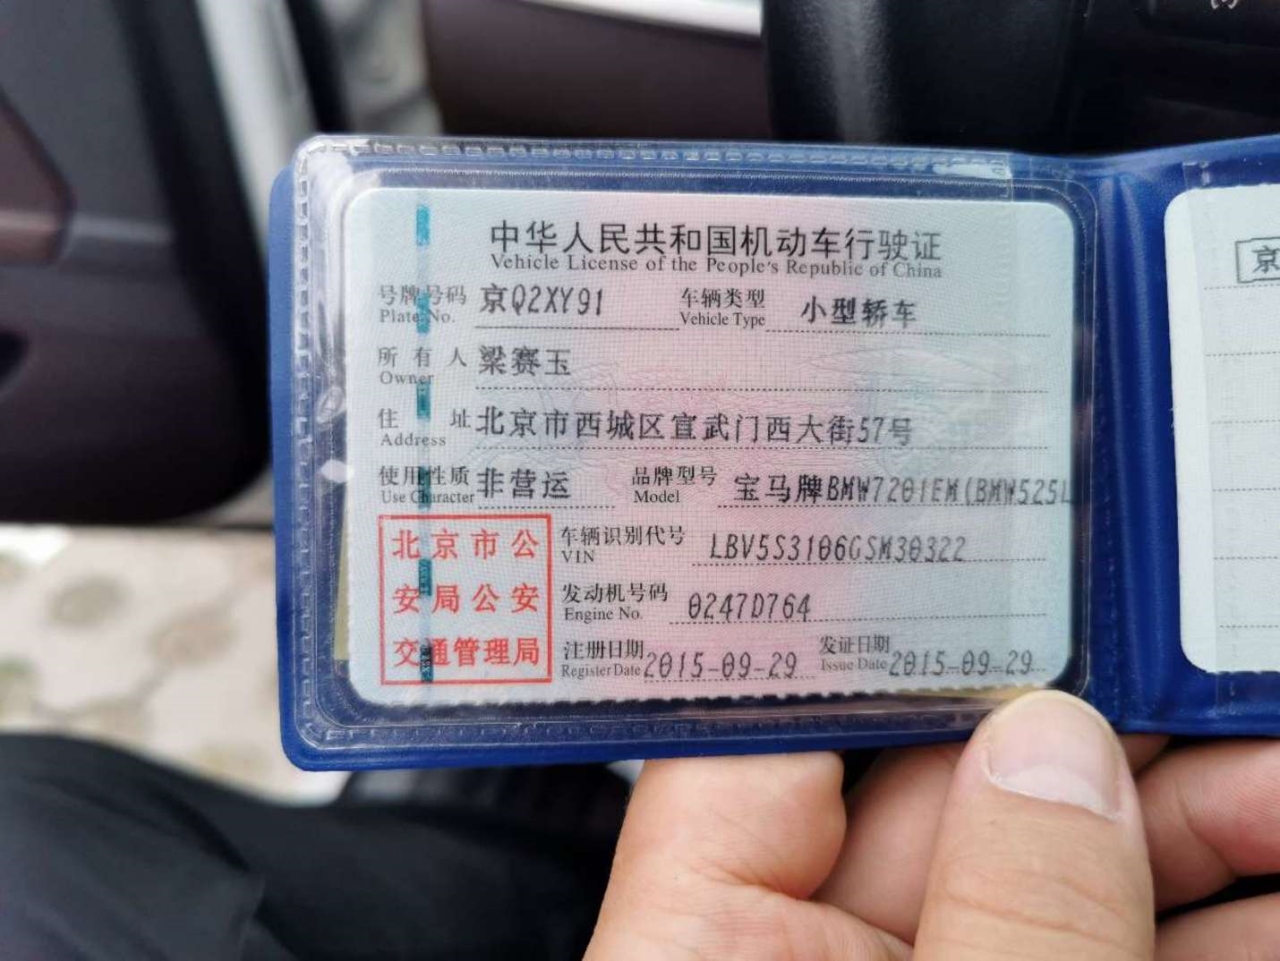 中华人民共和国机动车行驶证
Vehicle License of the People's Republic of China
号牌号码 京Q2XY91 车辆类型 小型轿车
Plate No. Vehicle Type
所有人 梁赛玉
Owner
住址 北京市西城区宣武门西大街57号
Address
使用性质 非营运 品牌型号 宝马牌BMW7201EM(BMW525L
Use Character Model
北京市公
安局公安
交通管理局
车辆识别代号 LBV5S3106GSM30322
VIN
发动机号码 0247D764
Engine No.
注册日期 2015-09-29 发证日期 2015-09-29
Register Date Issue Date
京